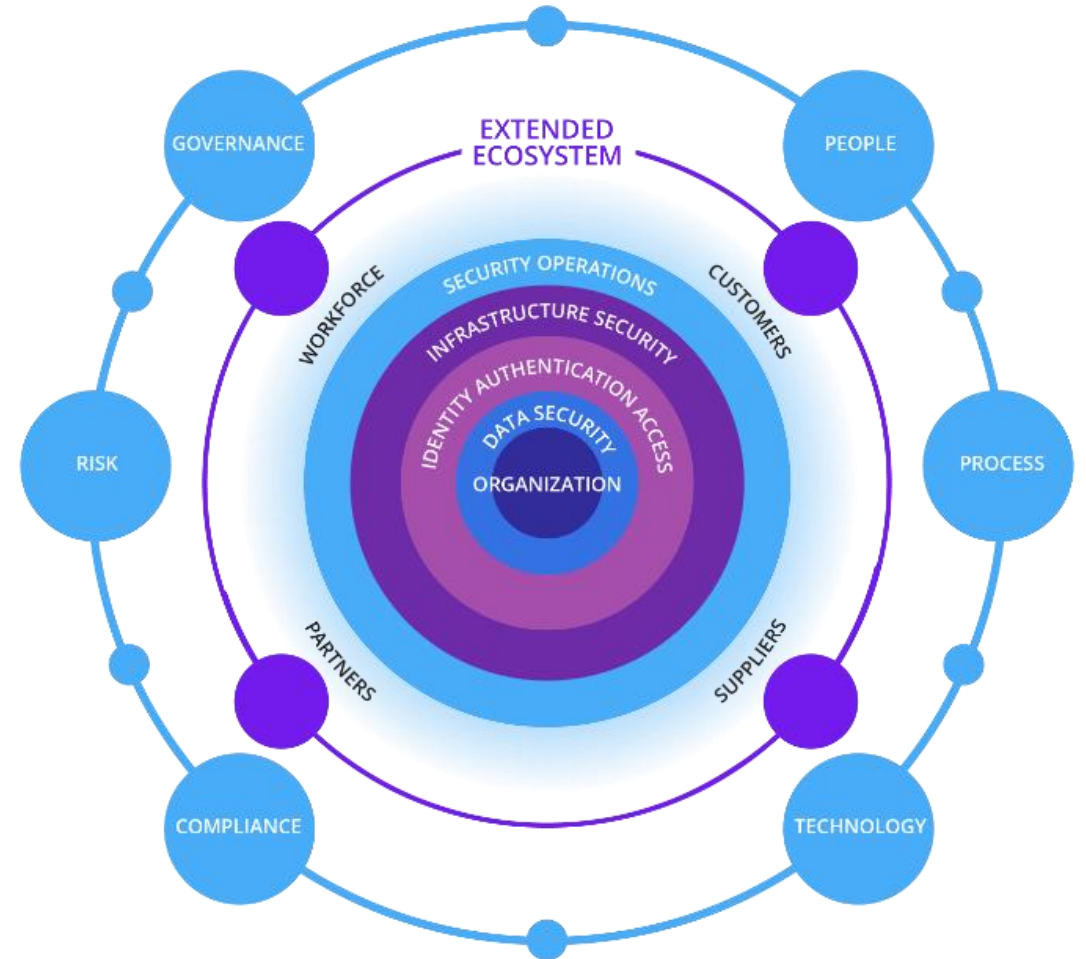 EXTENDED
ECOSYSTEM
GOVERNANCE
PEOPLE
WORKFORCE
CUSTOMERS
SECURITY OPERATIONS
INFRASTRUCTURE SECURITY
IDENTITY AUTHENTICATION ACCESS
DATA SECURITY
ORGANIZATION
RISK
PROCESS
PARTNERS
SUPPLIERS
COMPLIANCE
TECHNOLOGY